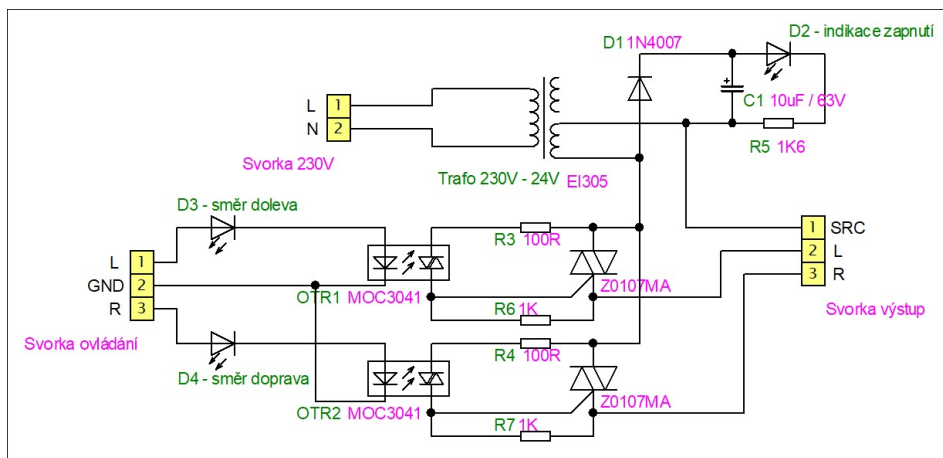 D2 - indikace zapnutí
D1 1N4007
C1 10uF / 63V
R5 1K6
L 1
N 2
Svorka 230V
Trafo 230V - 24V EI305
D3 - směr doleva
R3 100R
1 SRC
2 L
3 R
L 1
GND 2
R 3
OTR1 MOC3041
Z0107MA
R6 1K
Svorka výstup
Svorka ovládání
R4 100R
D4 - směr doprava
OTR2 MOC3041
Z0107MA
R7 1K